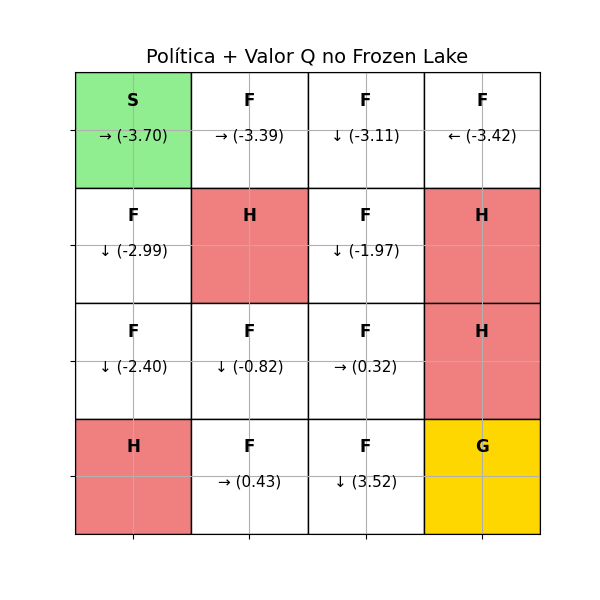 Política + Valor Q no Frozen Lake
S F F F
→ (-3.70) → (-3.39) ↓ (-3.11) ← (-3.42)
F H F H
↓ (-2.99) ↓ (-1.97)
F F F H
↓ (-2.40) ↓ (-0.82) → (0.32)
H F F G
→ (0.43) ↓ (3.52)